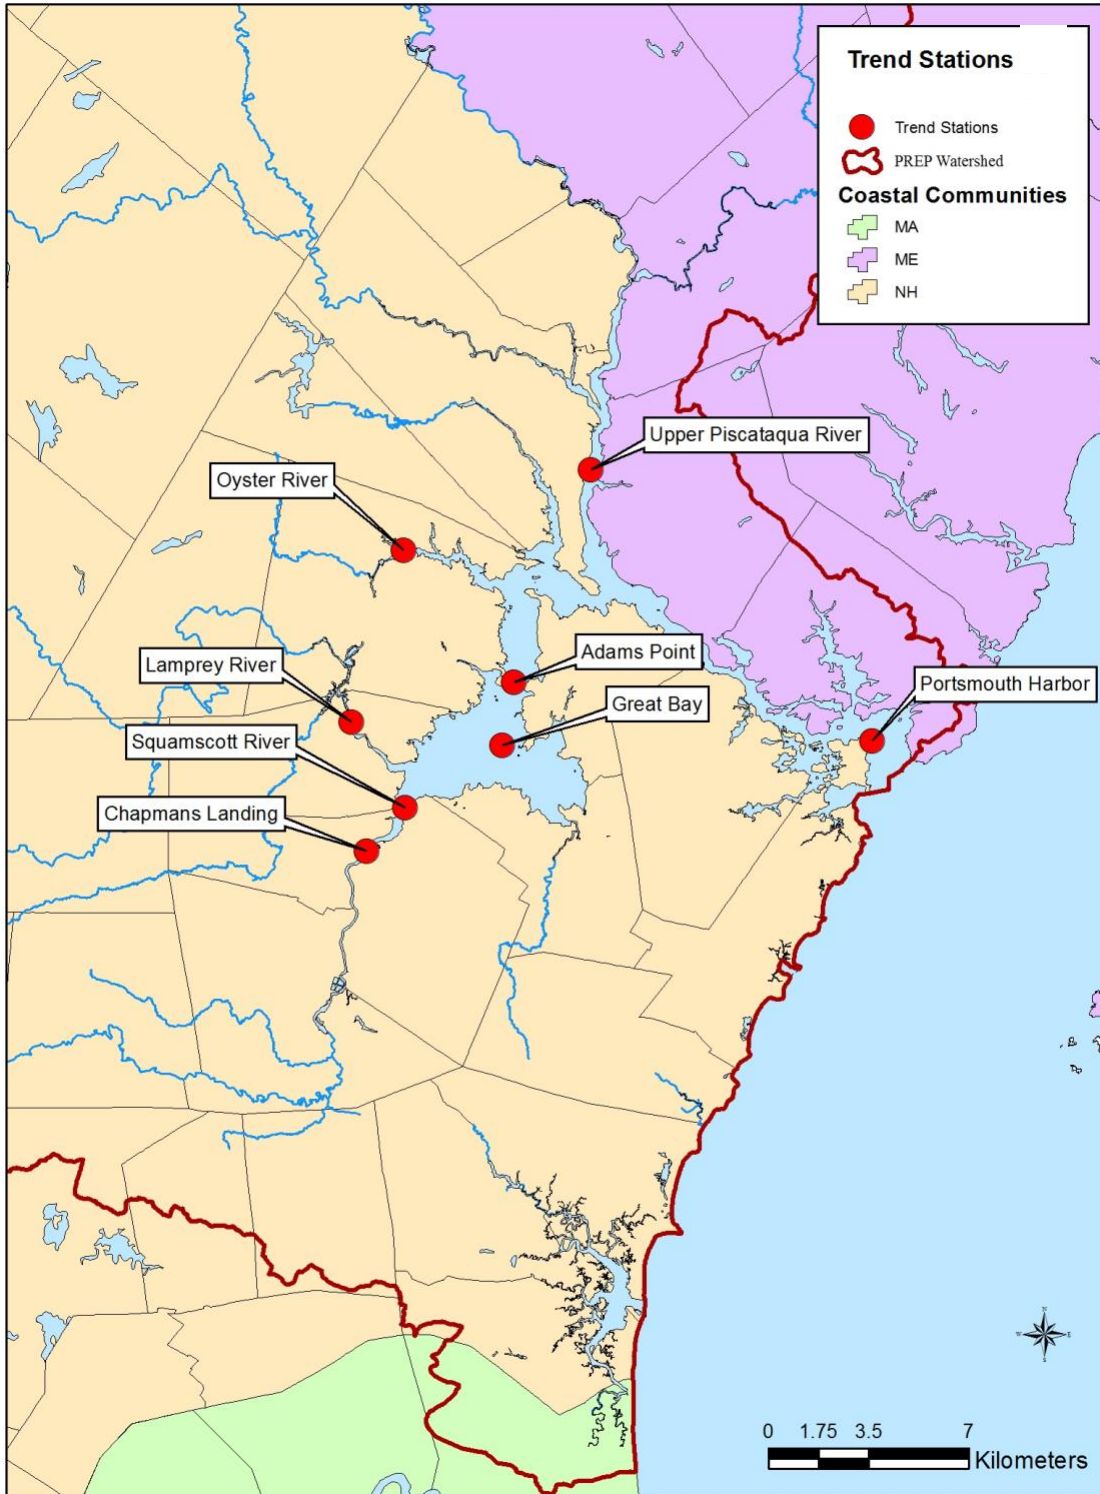 Trend Stations
Trend Stations
PREP Watershed
Coastal Communities
MA
ME
NH
Upper Piscataqua River
Oyster River
Adams Point
Lamprey River
Portsmouth Harbor
Great Bay
Squamscott River
Chapmans Landing
N
W E
S
0 1.75 3.5 7
Kilometers